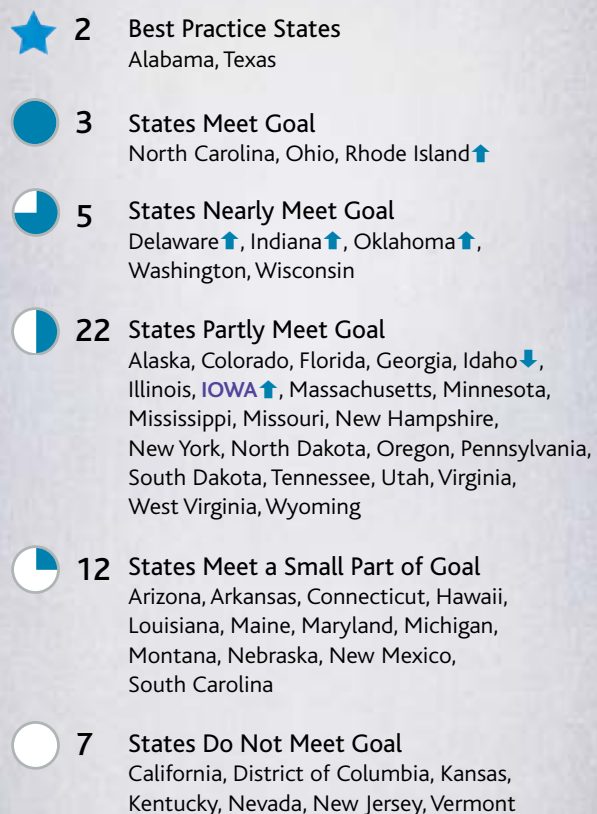 2 Best Practice States
Alabama, Texas
3 States Meet Goal
North Carolina, Ohio, Rhode Island⬆
5 States Nearly Meet Goal
Delaware⬆, Indiana⬆, Oklahoma⬆,
Washington, Wisconsin
22 States Partly Meet Goal
Alaska, Colorado, Florida, Georgia, Idaho⬇,
Illinois, IOWA⬆, Massachusetts, Minnesota,
Mississippi, Missouri, New Hampshire,
New York, North Dakota, Oregon, Pennsylvania,
South Dakota, Tennessee, Utah, Virginia,
West Virginia, Wyoming
12 States Meet a Small Part of Goal
Arizona, Arkansas, Connecticut, Hawaii,
Louisiana, Maine, Maryland, Michigan,
Montana, Nebraska, New Mexico,
South Carolina
7 States Do Not Meet Goal
California, District of Columbia, Kansas,
Kentucky, Nevada, New Jersey, Vermont